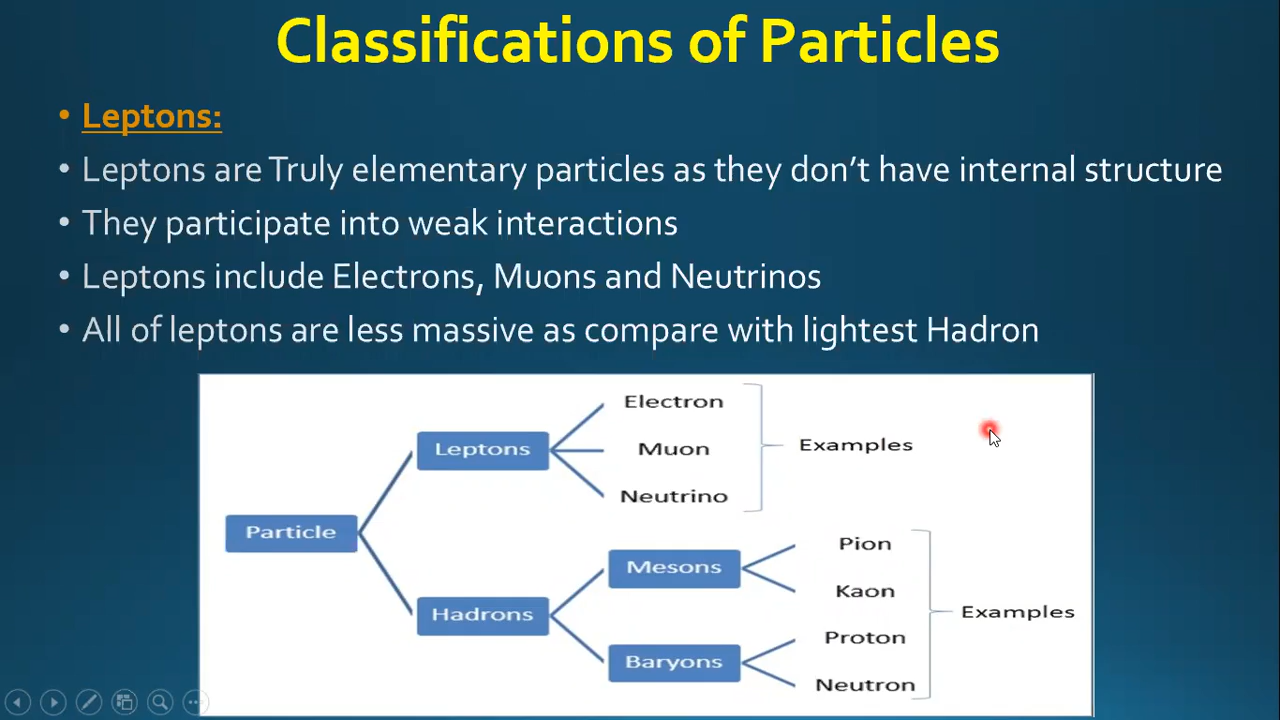 Classifications of Particles
• Leptons:
• Leptons are Truly elementary particles as they don’t have internal structure
• They participate into weak interactions
• Leptons include Electrons, Muons and Neutrinos
• All of leptons are less massive as compare with lightest Hadron
Electron
Leptons
Muon
Examples
Neutrino
Particle
Pion
Mesons
Kaon
Hadrons
Examples
Proton
Baryons
Neutron